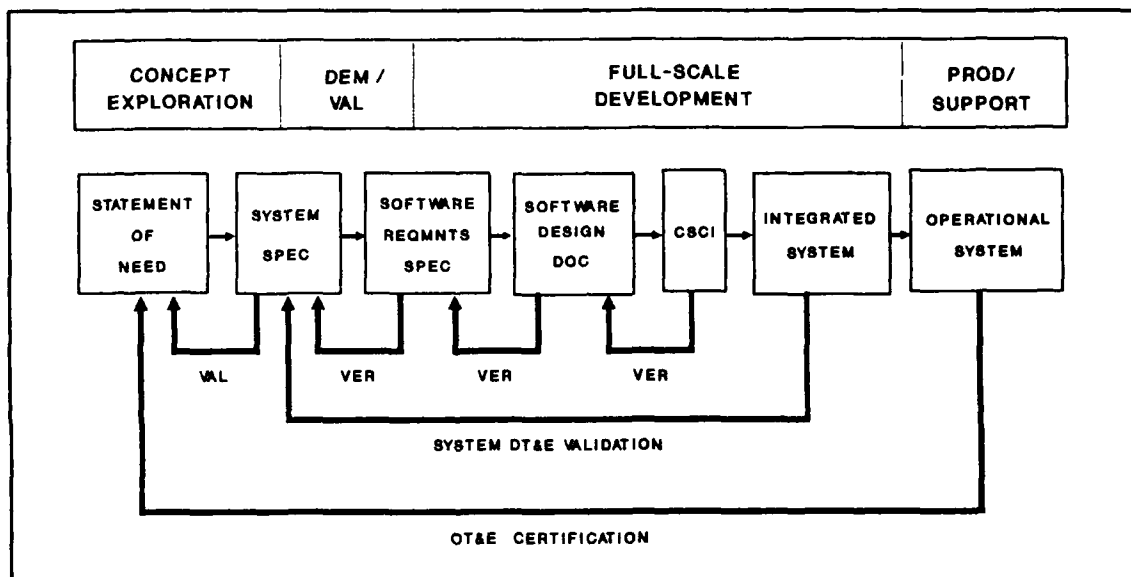 CONCEPT
EXPLORATION
DEM /
VAL
FULL-SCALE
DEVELOPMENT
PROD/
SUPPORT
STATEMENT
OF
NEED
SYSTEM
SPEC
SOFTWARE
REQMNTS
SPEC
SOFTWARE
DESIGN
DOC
CSCI
INTEGRATED
SYSTEM
OPERATIONAL
SYSTEM
VAL
VER
VER
VER
SYSTEM DT&E VALIDATION
OT&E CERTIFICATION